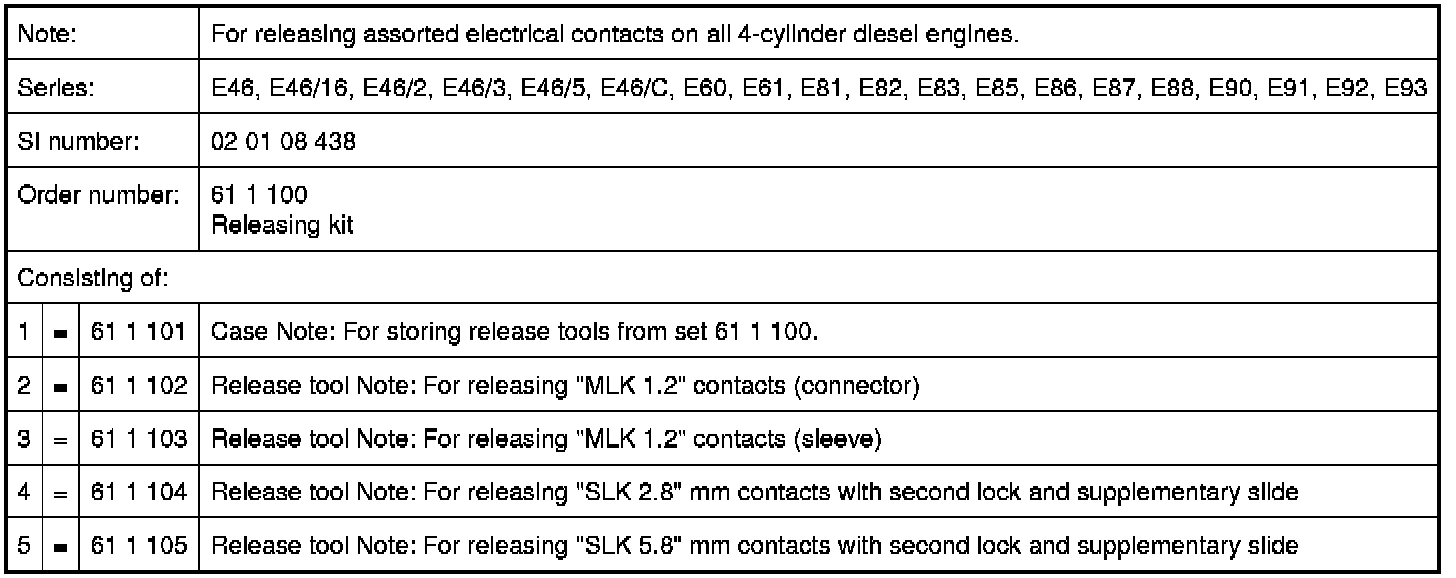 Note: For releasing assorted electrical contacts on all 4-cylinder diesel engines.
Series: E46, E46/16, E46/2, E46/3, E46/5, E46/C, E60, E61, E81, E82, E83, E85, E86, E87, E88, E90, E91, E92, E93
SI number: 02 01 08 438
Order number: 61 1 100
Releasing kit
Consisting of:
1 = 61 1 101 Case Note: For storing release tools from set 61 1 100.
2 = 61 1 102 Release tool Note: For releasing "MLK 1.2" contacts (connector)
3 = 61 1 103 Release tool Note: For releasing "MLK 1.2" contacts (sleeve)
4 = 61 1 104 Release tool Note: For releasing "SLK 2.8" mm contacts with second lock and supplementary slide
5 = 61 1 105 Release tool Note: For releasing "SLK 5.8" mm contacts with second lock and supplementary slide